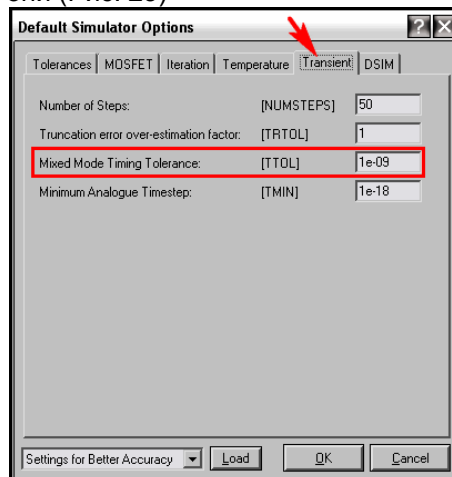 Default Simulator Options
Tolerances MOSFET Iteration Temperature Transient DSIM
Number of Steps: [NUMSTEPS] 50
Truncation error over-estimation factor: [TRTOL] 1
Mixed Mode Timing Tolerance: [TTOL] 1e-09
Minimum Analogue Timestep: [TMIN] 1e-18
Settings for Better Accuracy Load OK Cancel